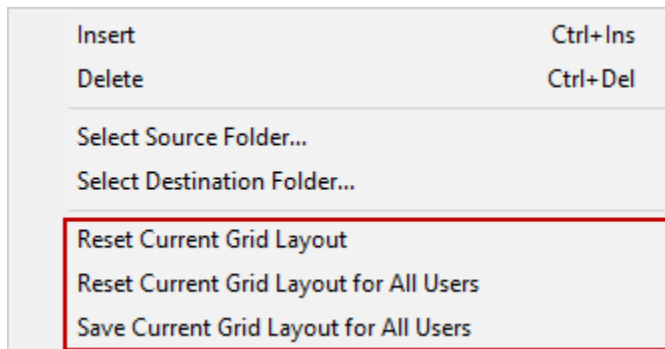 Insert Ctrl+Ins
Delete Ctrl+Del
Select Source Folder...
Select Destination Folder...
Reset Current Grid Layout
Reset Current Grid Layout for All Users
Save Current Grid Layout for All Users